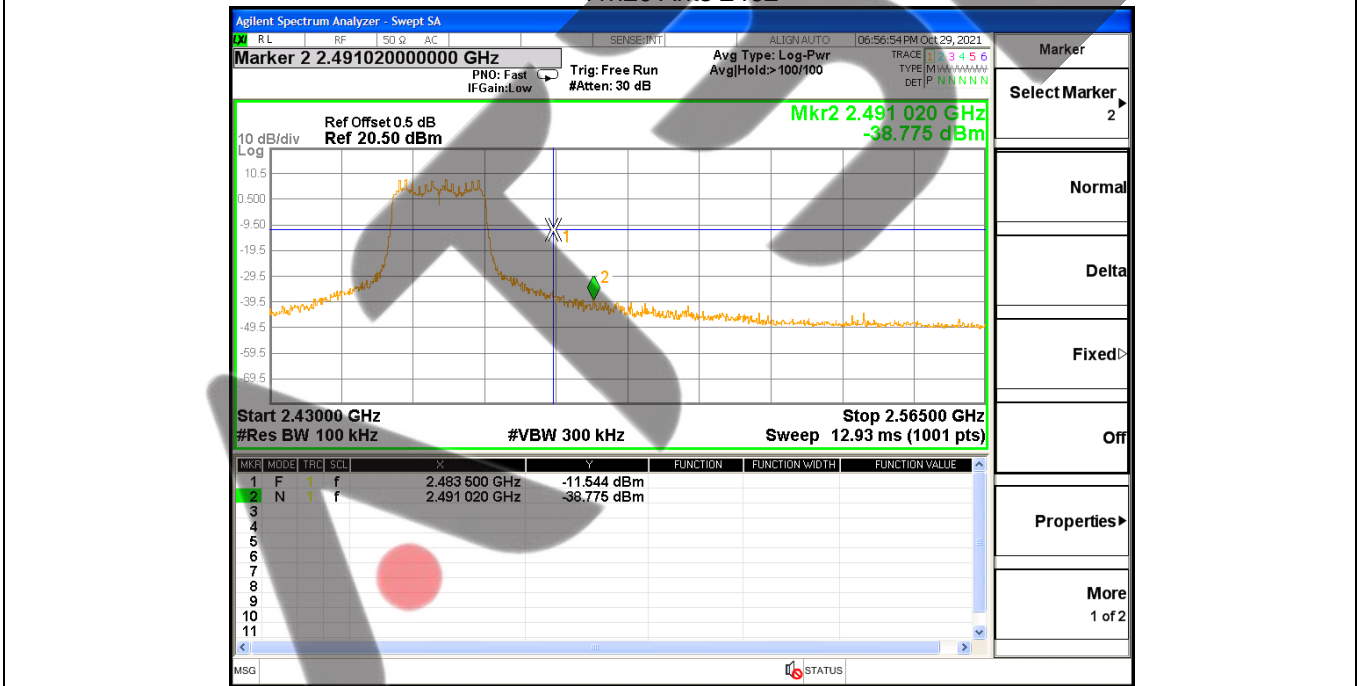 Agilent Spectrum Analyzer - Swept SA
LXI RL RF 50 Ω AC SENSE:INT ALIGNAUTO 06:56:54 PM Oct 29, 2021
Marker 2 2.491020000000 GHz
PNO: Fast
IFGain:Low
Trig: Free Run
#Atten: 30 dB
Avg Type: Log-Pwr
Avg|Hold:>100/100
TRACE 1 2 3 4 5 6
TYPE M
DET P N N N N N
Ref Offset 0.5 dB
Ref 20.50 dBm
10 dB/div
Log
Mkr2 2.491 020 GHz
-38.775 dBm
10.5
0.500
-9.50
-19.5
-29.5
-39.5
-49.5
-59.5
-69.5
1
2
Start 2.43000 GHz
Stop 2.56500 GHz
#Res BW 100 kHz
#VBW 300 kHz
Sweep 12.93 ms (1001 pts)
MKR MODE TRC SCL X Y FUNCTION FUNCTION WIDTH FUNCTION VALUE
1 F 1 f 2.483 500 GHz -11.544 dBm
2 N 1 f 2.491 020 GHz -38.775 dBm
3
4
5
6
7
8
9
10
11
MSG
STATUS
Marker
Select Marker
2
Normal
Delta
Fixed
Off
Properties
More
1 of 2